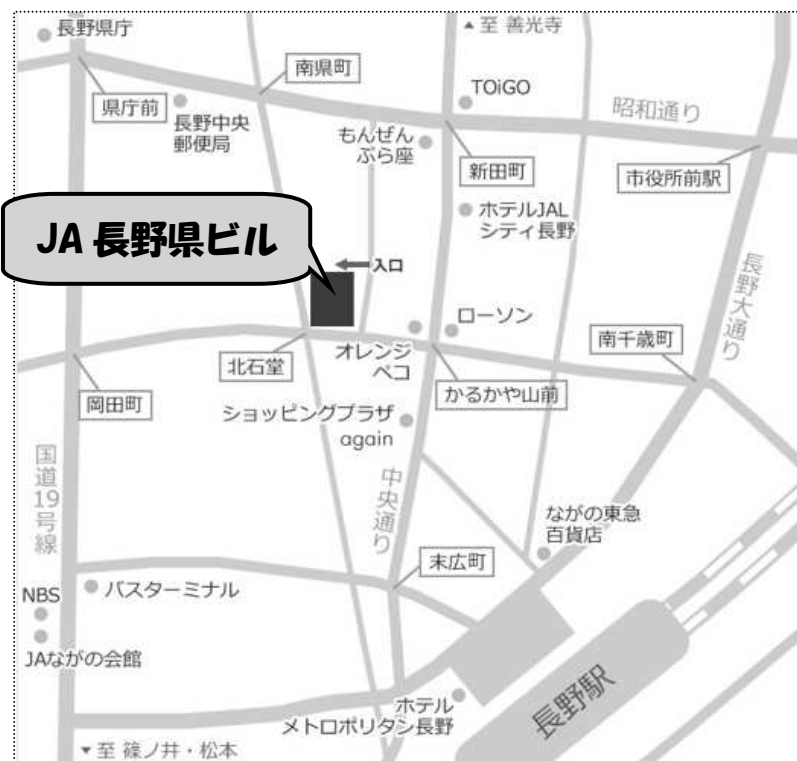 長野県庁
▲至 善光寺
南県町
TOiGO
県庁前
長野中央
郵便局
昭和通り
もんぜん
ぷら座
新田町
市役所前駅
ホテルJAL
シティ長野
JA 長野県ビル
入口
長野大通り
ローソン
南千歳町
オレンジ
ペコ
北石堂
かるかや山前
岡田町
ショッピングプラザ
again
国道19号線
中央通り
ながの東急
百貨店
末広町
NBS
バスターミナル
JAながの会館
長野駅
ホテル
メトロポリタン長野
▼至 篠ノ井・松本